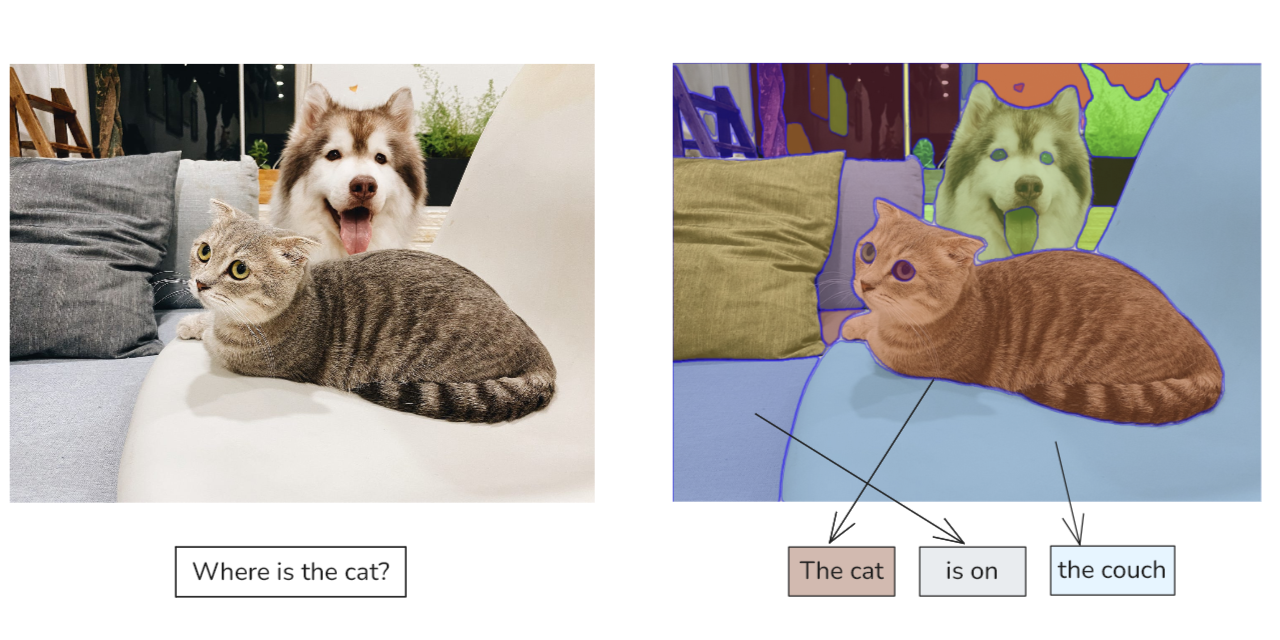 Where is the cat?
The cat
is on
the couch